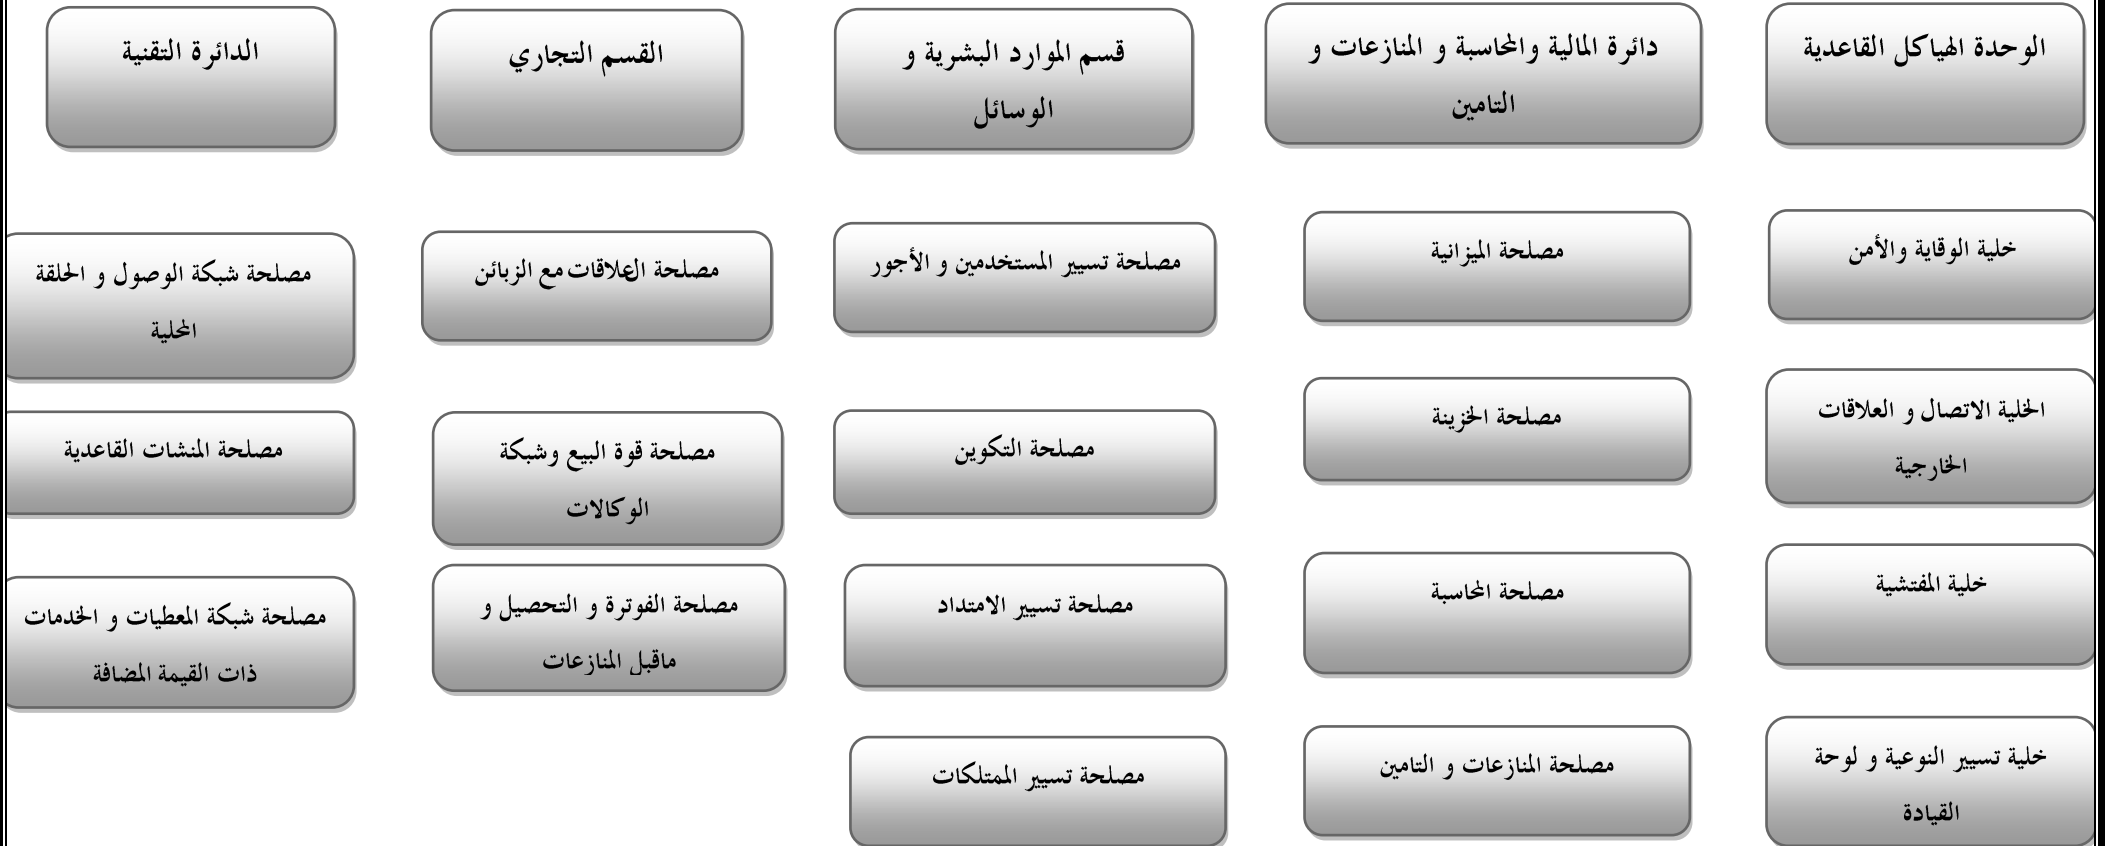 الوحدة الهياكل القاعدية
دائرة المالية والمحاسبة و المنازعات و
التامين
قسم الموارد البشرية و
الوسائل
القسم التجاري
الدائرة التقنية
خلية الوقاية والأمن
مصلحة الميزانية
مصلحة تسيير المستخدمين و الأجور
مصلحة العلاقات مع الزبائن
مصلحة شبكة الوصول و الحلقة
المحلية
الخلية الاتصال و العلاقات
الخارجية
مصلحة الخزينة
مصلحة التكوين
مصلحة قوة البيع وشبكة
الوكالات
مصلحة المنشات القاعدية
خلية المفتشية
مصلحة المحاسبة
مصلحة تسيير الامتداد
مصلحة الفوترة و التحصيل و
ماقبل المنازعات
مصلحة شبكة المعطيات و الخدمات
ذات القيمة المضافة
خلية تسيير النوعية و لوحة
القيادة
مصلحة المنازعات و التامين
مصلحة تسيير الممتلكات